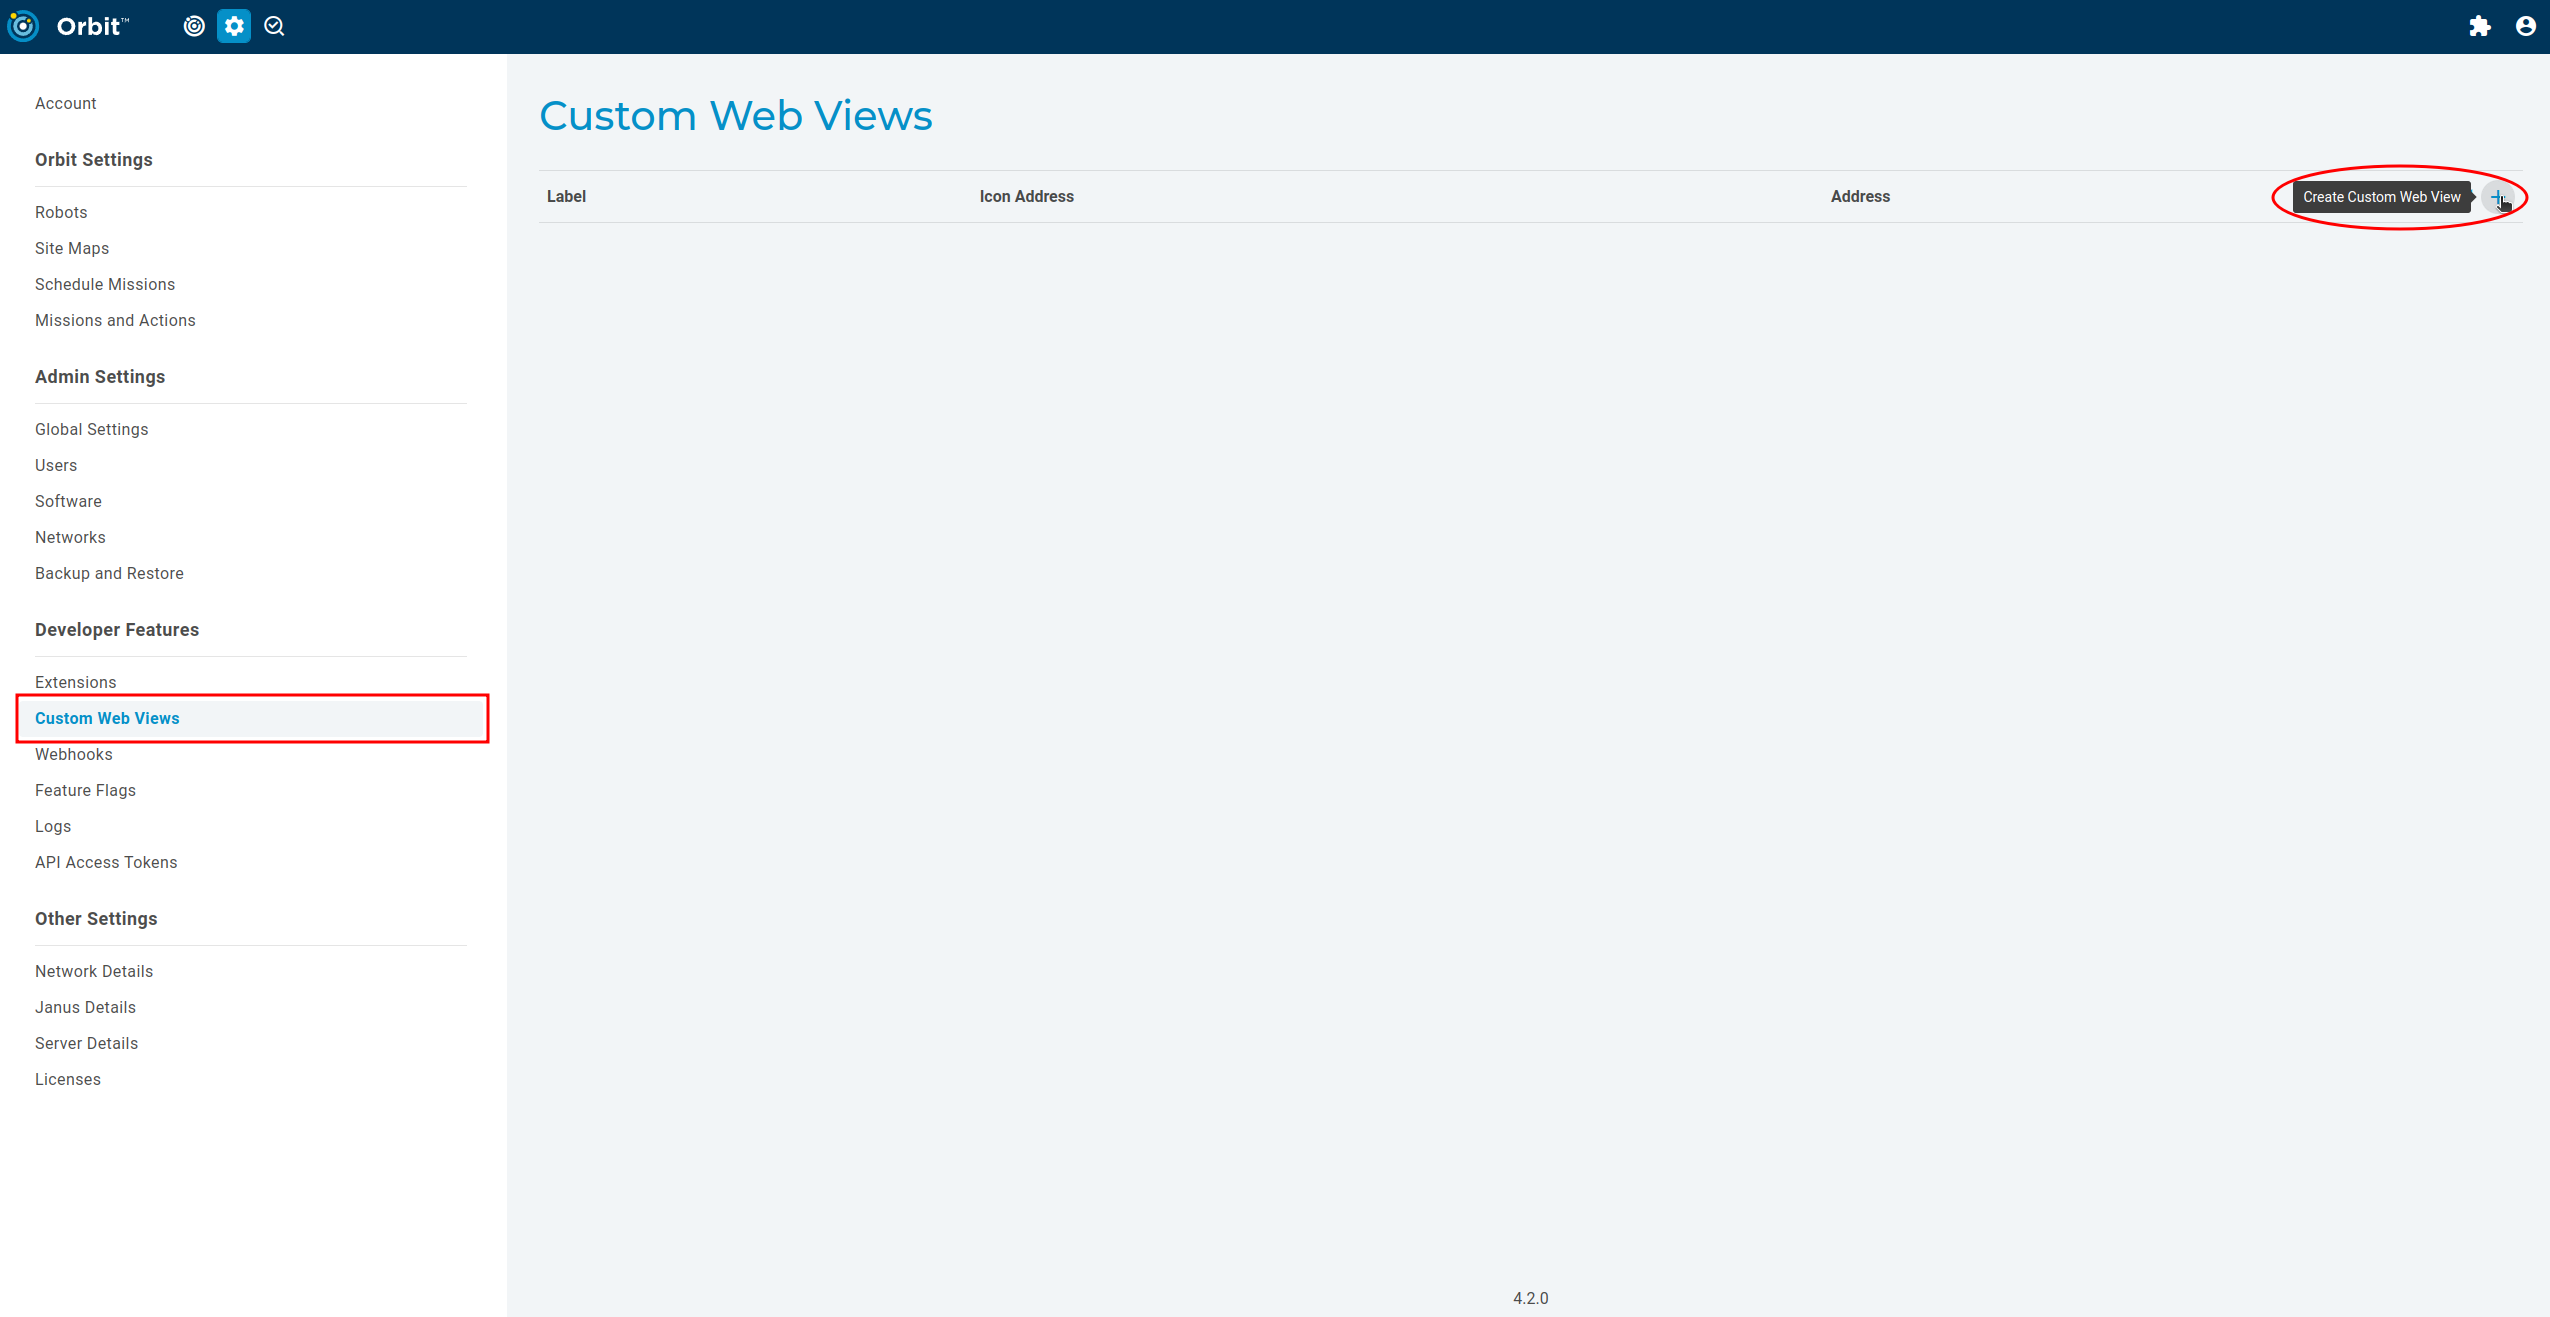 Orbit™
Account
Orbit Settings
Robots
Site Maps
Schedule Missions
Missions and Actions
Admin Settings
Global Settings
Users
Software
Networks
Backup and Restore
Developer Features
Extensions
Custom Web Views
Webhooks
Feature Flags
Logs
API Access Tokens
Other Settings
Network Details
Janus Details
Server Details
Licenses
Custom Web Views
Label Icon Address Address Create Custom Web View
4.2.0